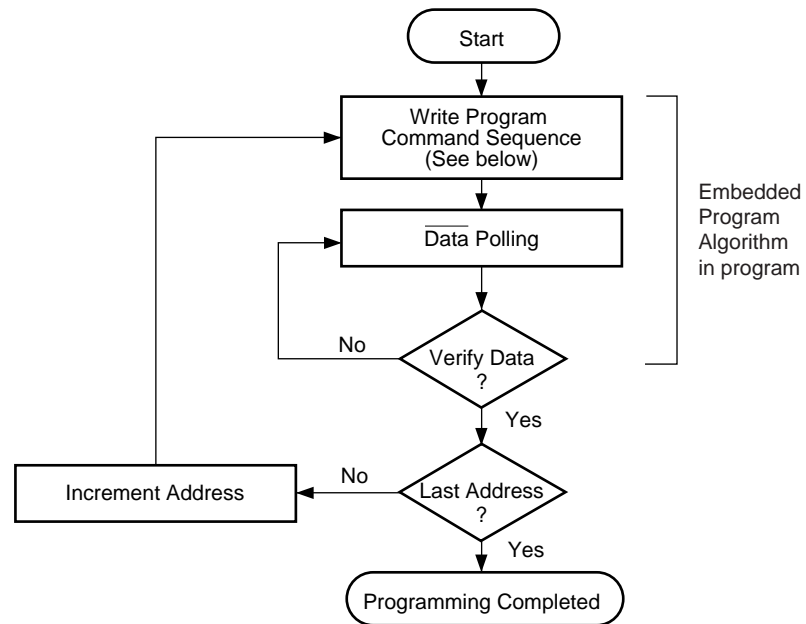 Start
Write Program
Command Sequence
(See below)
Data Polling
Embedded
Program
Algorithm
in program
No
Verify Data
?
Yes
No
Increment Address
Last Address
?
Yes
Programming Completed